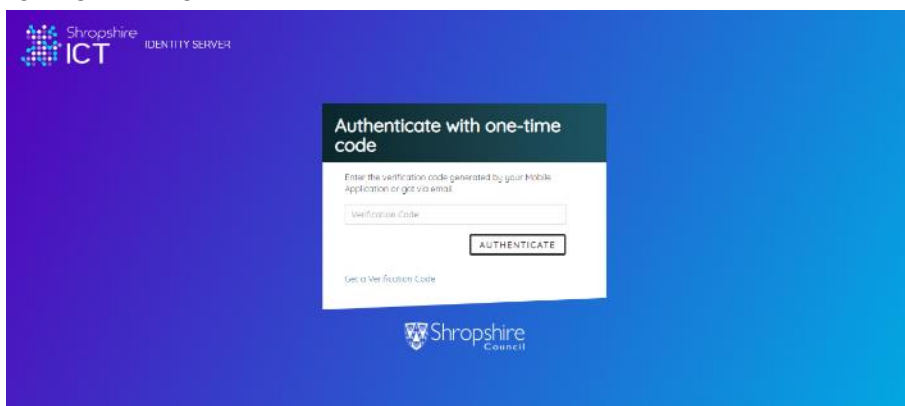 Shropshire
ICT
IDENTITY SERVER
Authenticate with one-time
code
Enter the verification code generated by your Mobile
Application or got via email
Verification Code
AUTHENTICATE
Get a Verification Code
Shropshire
Council